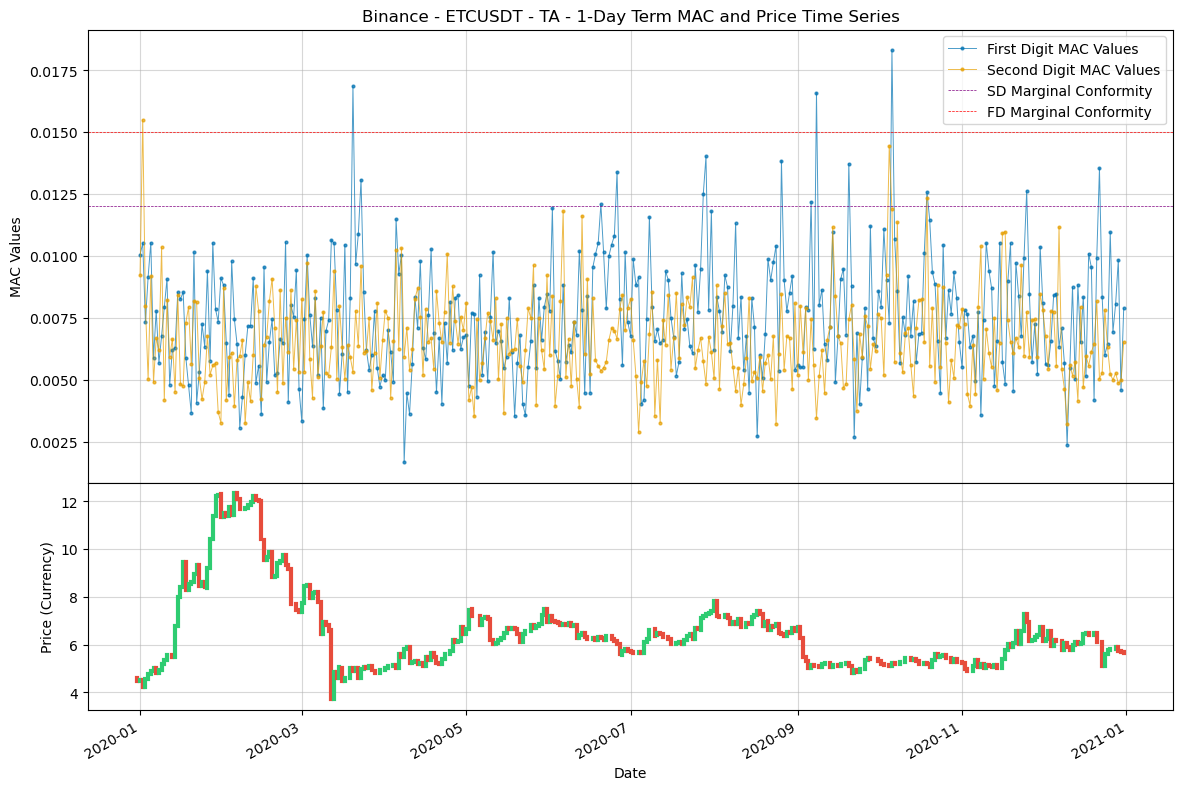 Binance - ETCUSDT - TA - 1-Day Term MAC and Price Time Series
First Digit MAC Values
Second Digit MAC Values
SD Marginal Conformity
FD Marginal Conformity
0.0175
0.0150
0.0125
0.0100
0.0075
0.0050
0.0025
MAC Values
12
10
8
6
4
Price (Currency)
2020-01
2020-03
2020-05
2020-07
2020-09
2020-11
2021-01
Date